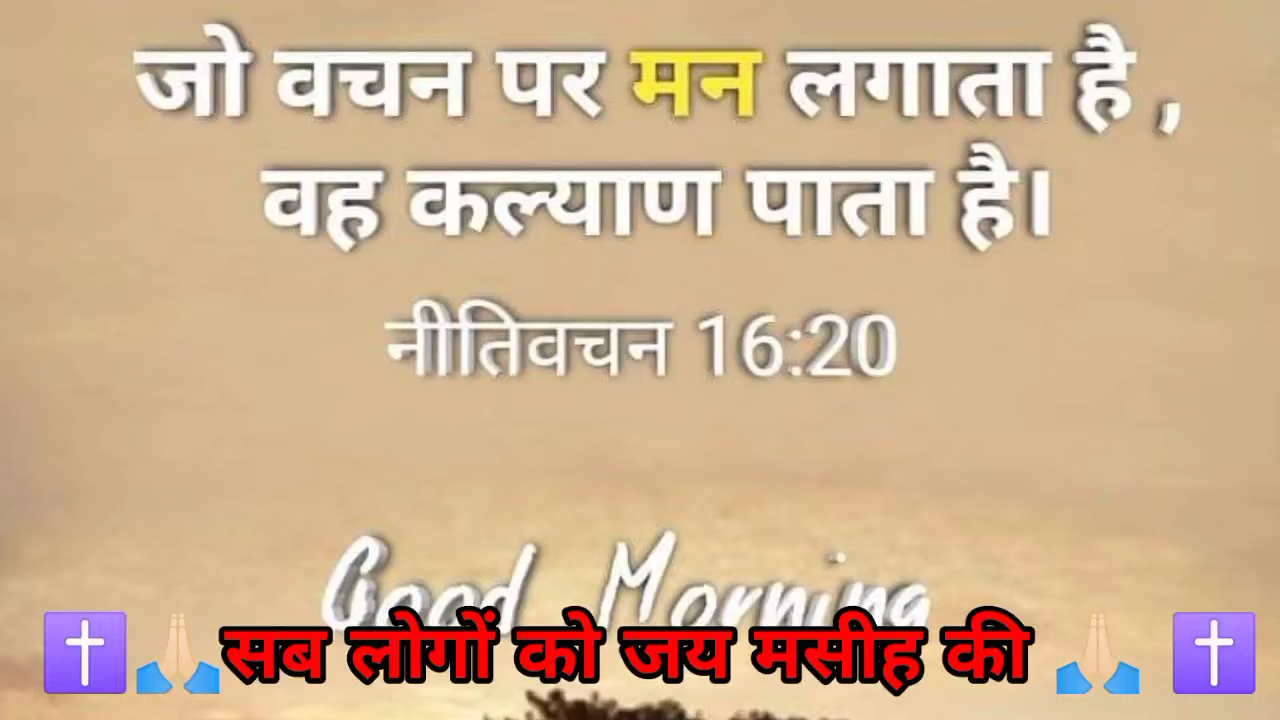 जो वचन पर मन लगाता है ,
वह कल्याण पाता है।
नीतिवचन 16:20
Good Morning
सब लोगों को जय मसीह की